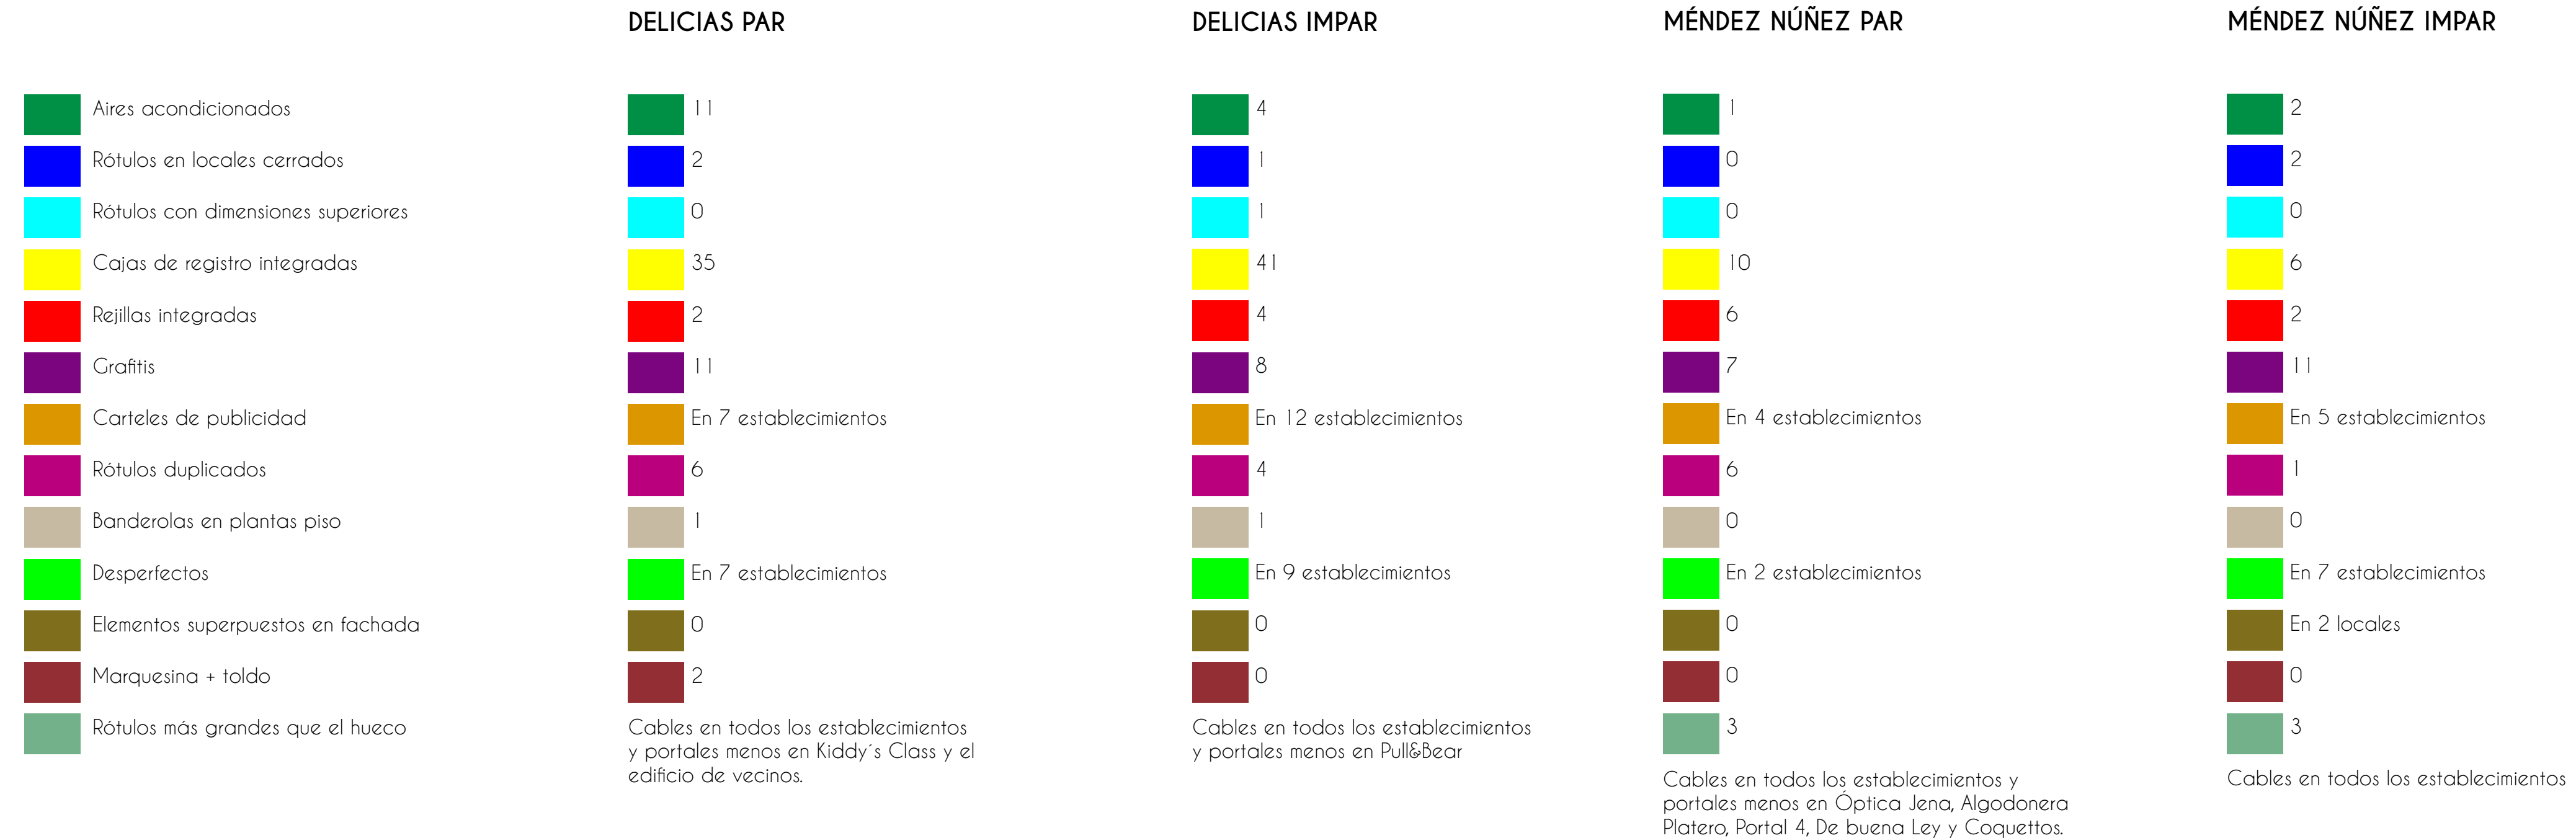 DELICIAS PAR
DELICIAS IMPAR
MÉNDEZ NÚÑEZ PAR
MÉNDEZ NÚÑEZ IMPAR
Aires acondicionados
Rótulos en locales cerrados
Rótulos con dimensiones superiores
Cajas de registro integradas
Rejillas integradas
Grafitis
Carteles de publicidad
Rótulos duplicados
Banderolas en plantas piso
Desperfectos
Elementos superpuestos en fachada
Marquesina + toldo
Rótulos más grandes que el hueco
11
2
0
35
2
11
En 7 establecimientos
6
1
En 7 establecimientos
0
2
Cables en todos los establecimientos
y portales menos en Kiddy´s Class y el
edificio de vecinos.
4
1
1
41
4
8
En 12 establecimientos
4
1
En 9 establecimientos
0
0
Cables en todos los establecimientos
y portales menos en Pull&Bear
1
0
0
10
6
7
En 4 establecimientos
6
0
En 2 establecimientos
0
0
3
Cables en todos los establecimientos y
portales menos en Óptica Jena, Algodonera
Platero, Portal 4, De buena Ley y Coquettos.
2
2
0
6
2
11
En 5 establecimientos
1
0
En 7 establecimientos
En 2 locales
0
3
Cables en todos los establecimientos